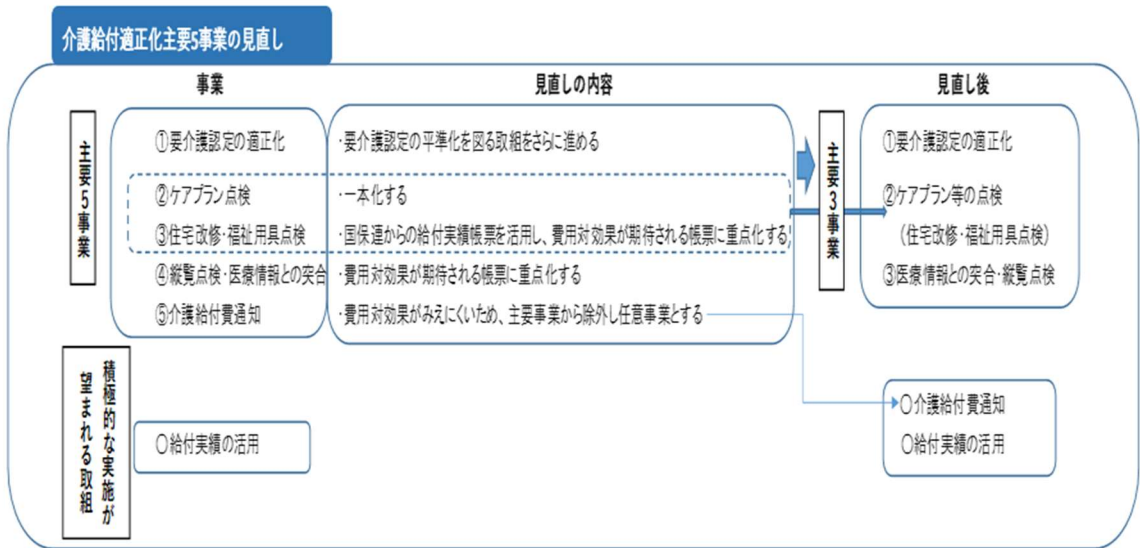 介護給付適正化主要5事業の見直し
事業
見直しの内容
見直し後
主要5事業
①要介護認定の適正化
・要介護認定の平準化を図る取組をさらに進める
②ケアプラン点検
・一本化する
③住宅改修・福祉用具点検
・国保連からの給付実績帳票を活用し、費用対効果が期待される帳票に重点化する
④縦覧点検・医療情報との突合
・費用対効果が期待される帳票に重点化する
⑤介護給付費通知
・費用対効果がみえにくいため、主要事業から除外し任意事業とする
主要3事業
①要介護認定の適正化
②ケアプラン等の点検
（住宅改修・福祉用具点検）
③医療情報との突合・縦覧点検
積極的な実施が
望まれる取組
○給付実績の活用
○介護給付費通知
○給付実績の活用